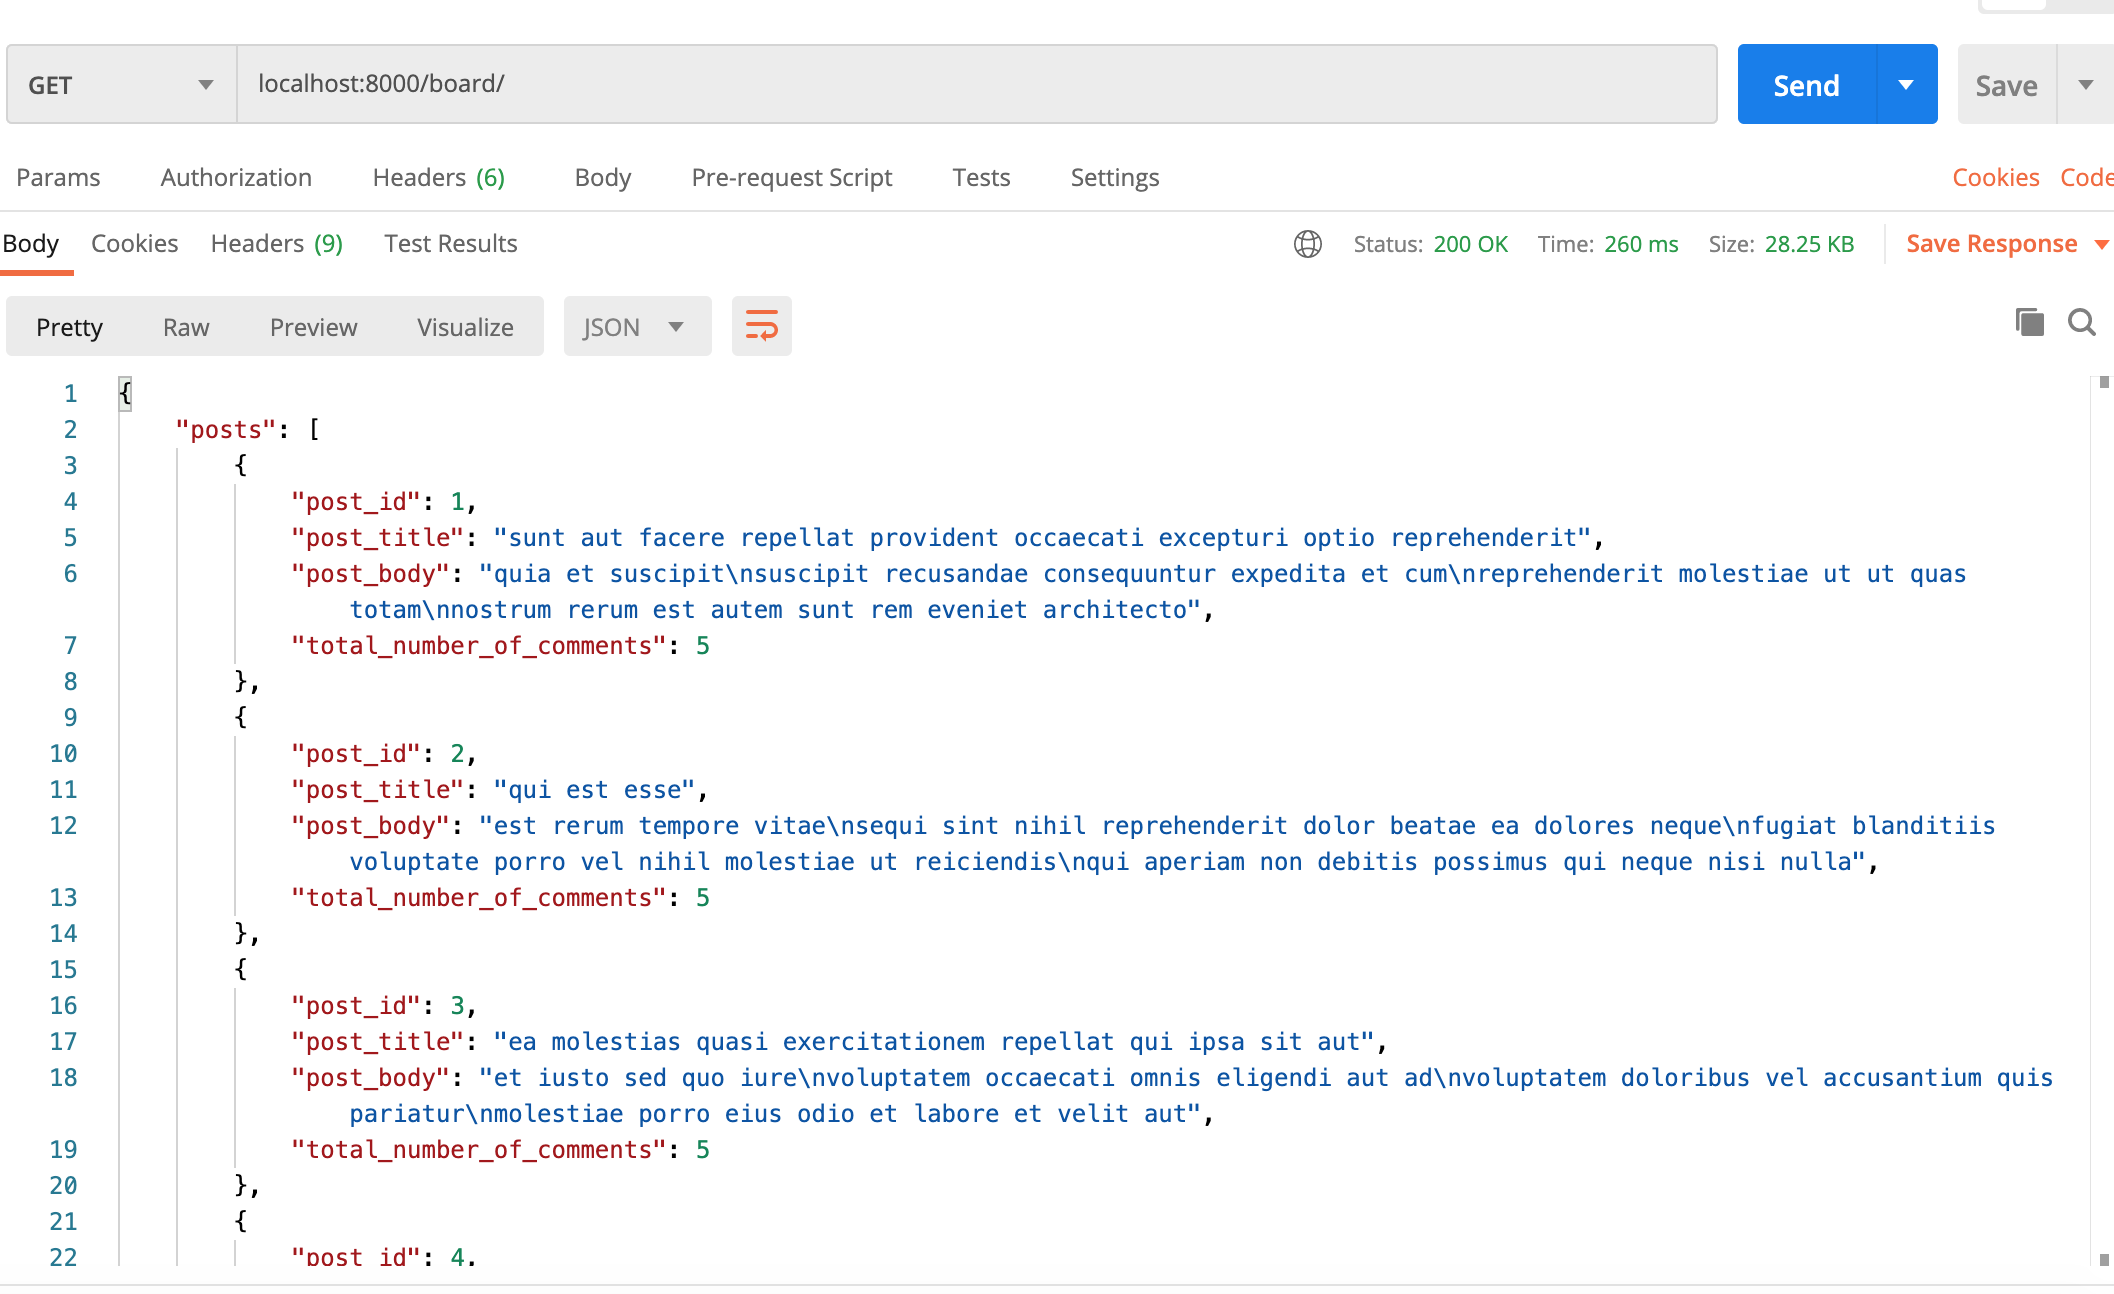 GET localhost:8000/board/ Send Save
Params Authorization Headers (6) Body Pre-request Script Tests Settings Cookies Code
Body Cookies Headers (9) Test Results Status: 200 OK Time: 260 ms Size: 28.25 KB Save Response
Pretty Raw Preview Visualize JSON
1 {
2 "posts": [
3 {
4 "post_id": 1,
5 "post_title": "sunt aut facere repellat provident occaecati excepturi optio reprehenderit",
6 "post_body": "quia et suscipit\nsuscipit recusandae consequuntur expedita et cum\nreprehenderit molestiae ut ut quas
totam\nnostrum rerum est autem sunt rem eveniet architecto",
7 "total_number_of_comments": 5
8 },
9 {
10 "post_id": 2,
11 "post_title": "qui est esse",
12 "post_body": "est rerum tempore vitae\nsequi sint nihil reprehenderit dolor beatae ea dolores neque\nfugiat blanditiis
voluptate porro vel nihil molestiae ut reiciendis\nqui aperiam non debitis possimus qui neque nisi nulla",
13 "total_number_of_comments": 5
14 },
15 {
16 "post_id": 3,
17 "post_title": "ea molestias quasi exercitationem repellat qui ipsa sit aut",
18 "post_body": "et iusto sed quo iure\nvoluptatem occaecati omnis eligendi aut ad\nvoluptatem doloribus vel accusantium quis
pariatur\nmolestiae porro eius odio et labore et velit aut",
19 "total_number_of_comments": 5
20 },
21 {
22 "post_id": 4,